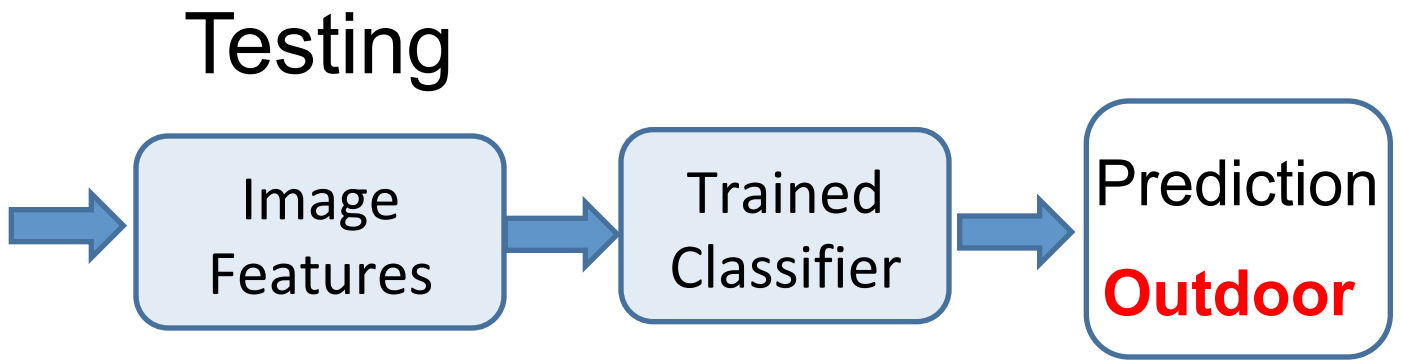 Testing
Image
Features
Trained
Classifier
Prediction
Outdoor